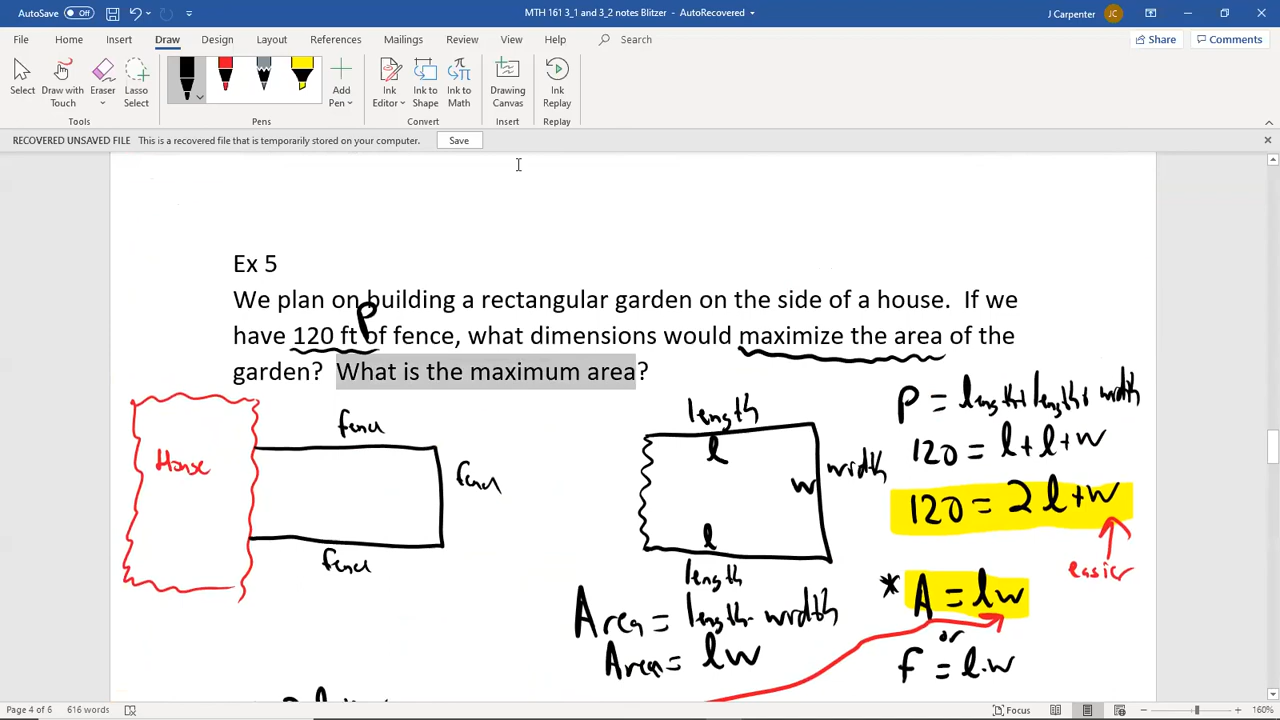 AutoSave Off MTH 161 3_1 and 3_2 notes Blitzer - AutoRecovered J Carpenter JC
File Home Insert Draw Design Layout References Mailings Review View Help Search Share Comments
Select Draw with Touch Eraser Lasso Select Add Pen Ink Editor Ink to Shape Ink to Math Drawing Canvas Ink Replay
Tools Pens Convert Insert Replay
RECOVERED UNSAVED FILE This is a recovered file that is temporarily stored on your computer. Save
Ex 5
We plan on building a rectangular garden on the side of a house. If we
P
have 120 ft of fence, what dimensions would maximize the area of the
garden? What is the maximum area?
House
fence
fence
fence
length
l
w width
l
length
Area = length · width
Area = lw
P = length + length + width
120 = l + l + w
120 = 2l + w
easier
* A = lw
or
f = l·w
Page 4 of 6 616 words Focus 160%